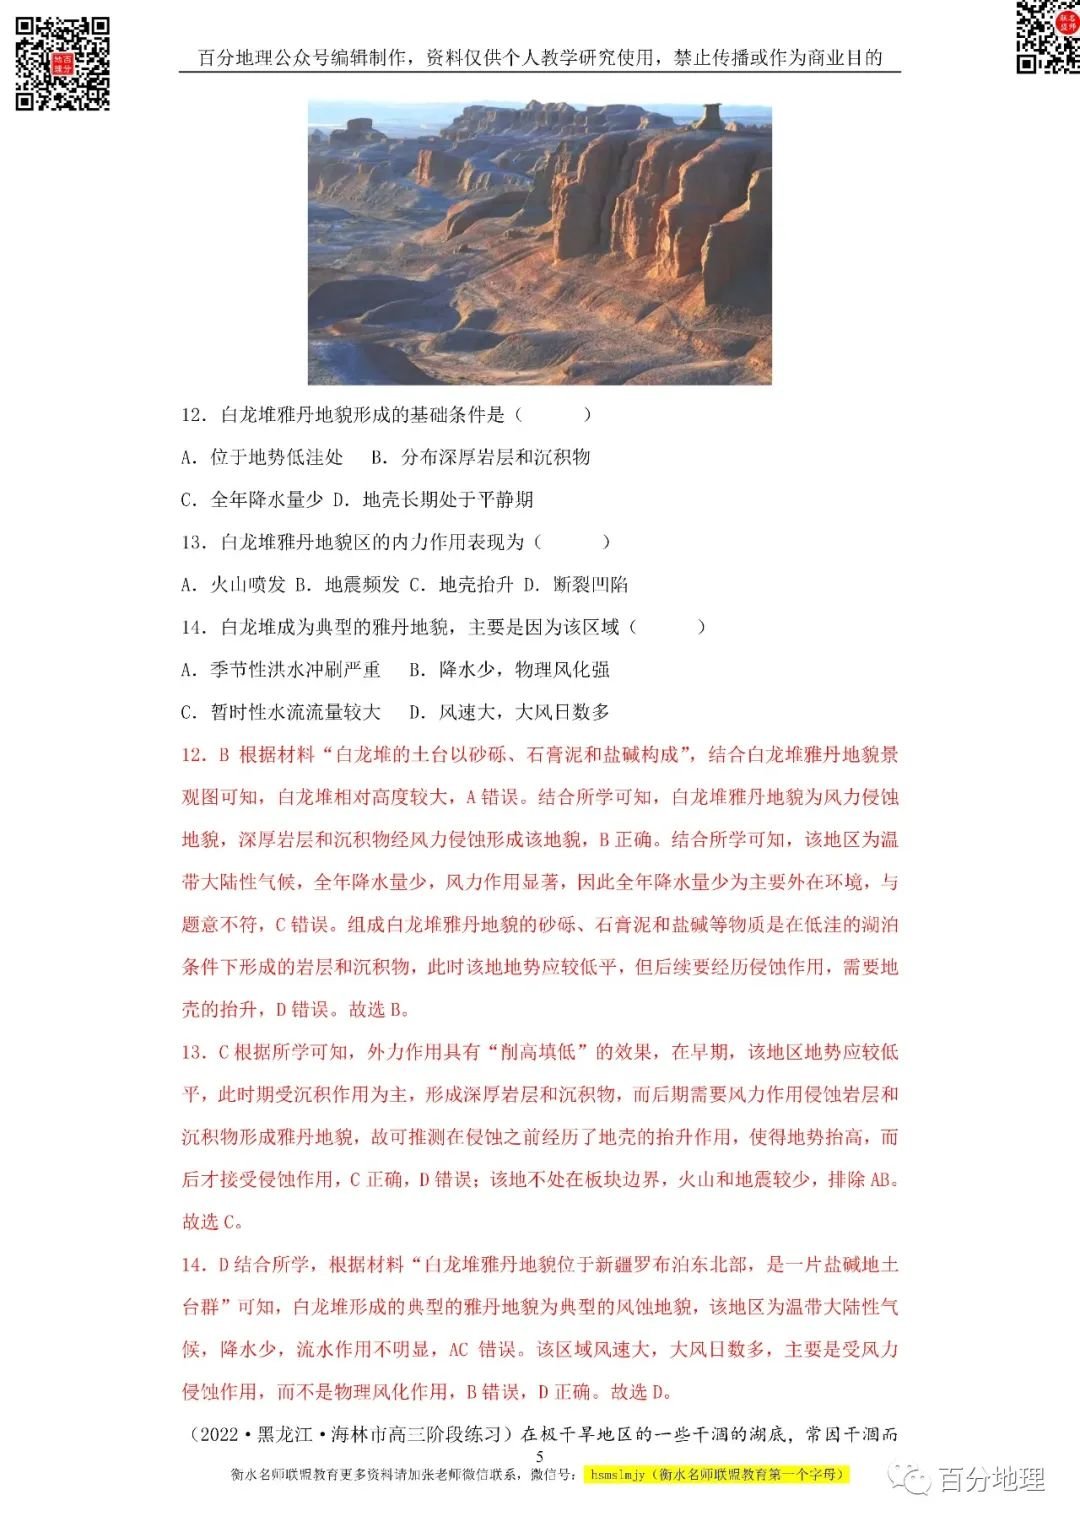 百分地理公众号编辑制作，资料仅供个人教学研究使用，禁止传播或作为商业目的
12．白龙堆雅丹地貌形成的基础条件是（　　）
A．位于地势低洼处 B．分布深厚岩层和沉积物
C．全年降水量少 D．地壳长期处于平静期
13．白龙堆雅丹地貌区的内力作用表现为（　　）
A．火山喷发 B．地震频发 C．地壳抬升 D．断裂凹陷
14．白龙堆成为典型的雅丹地貌，主要是因为该区域（　　）
A．季节性洪水冲刷严重 B．降水少，物理风化强
C．暂时性水流流量较大 D．风速大，大风日数多
12．B 根据材料“白龙堆的土台以砂砾、石膏泥和盐碱构成”，结合白龙堆雅丹地貌景
观图可知，白龙堆相对高度较大，A错误。结合所学可知，白龙堆雅丹地貌为风力侵蚀
地貌，深厚岩层和沉积物经风力侵蚀形成该地貌，B正确。结合所学可知，该地区为温
带大陆性气候，全年降水量少，风力作用显著，因此全年降水量少为主要外在环境，与
题意不符，C错误。组成白龙堆雅丹地貌的砂砾、石膏泥和盐碱等物质是在低洼的湖泊
条件下形成的岩层和沉积物，此时该地地势应较低平，但后续要经历侵蚀作用，需要地
壳的抬升，D错误。故选B。
13．C根据所学可知，外力作用具有“削高填低”的效果，在早期，该地区地势应较低
平，此时期受沉积作用为主，形成深厚岩层和沉积物，而后期需要风力作用侵蚀岩层和
沉积物形成雅丹地貌，故可推测在侵蚀之前经历了地壳的抬升作用，使得地势抬高，而
后才接受侵蚀作用，C正确，D错误；该地不处在板块边界，火山和地震较少，排除AB。
故选C。
14．D结合所学，根据材料“白龙堆雅丹地貌位于新疆罗布泊东北部，是一片盐碱地土
台群”可知，白龙堆形成的典型的雅丹地貌为典型的风蚀地貌，该地区为温带大陆性气
候，降水少，流水作用不明显，AC 错误。该区域风速大，大风日数多，主要是受风力
侵蚀作用，而不是物理风化作用，B错误，D正确。故选D。
（2022·黑龙江·海林市高三阶段练习）在极干旱地区的一些干涸的湖底，常因干涸而
5
衡水名师联盟教育更多资料请加张老师微信联系，微信号： hsmslmjy（衡水名师联盟教育第一个字母）
百分地理